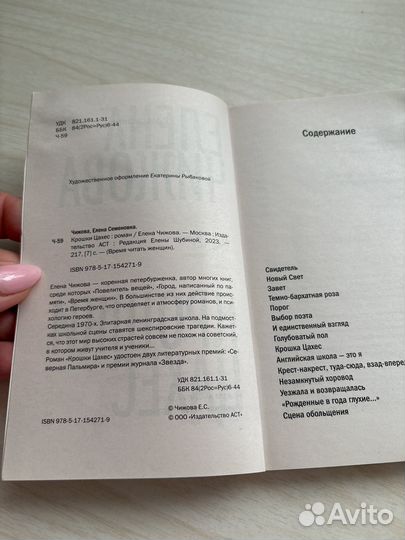 УДК 821.161.1-31
ББК 84(2Рос=Рус)6-44
Ч-59
Художественное оформление Екатерины Рыбаковой
Чижова, Елена Семеновна.
Ч-59 Крошки Цахес : роман / Елена Чижова. — Москва : Изда-
тельство АСТ : Редакция Елены Шубиной, 2023. —
217, [7] с. — (Время читать женщин).
ISBN 978-5-17-154271-9
Елена Чижова — коренная петербурженка, автор многих книг,
среди которых «Повелитель вещей», «Город, написанный по па-
мяти», «Время женщин». В большинстве из них действие проис-
ходит в Петербурге, что определяет и атмосферу романов, и пси-
хологию героев.
Середина 1970-х. Элитарная ленинградская школа. На подмостках
школьной сцены ставятся шекспировские трагедии. Кажет-
ся, что этот мир высоких страстей совсем не похож на советский,
в котором живут учителя и ученики...
Роман «Крошки Цахес» удостоен двух литературных премий: «Се-
верная Пальмира» и премии журнала «Звезда».
УДК 821.161.1-31
ББК 84(2Рос=Рус)6-44
© Чижова Е.С.
ISBN 978-5-17-154271-9 © ООО «Издательство АСТ»
Содержание
Свидетель
Новый Свет
Завет
Темно-бархатная роза
Порог
Выбор поэта
И единственный взгляд
Голубоватый пол
Крошка Цахес
Английская школа — это я
Крест-накрест, туда-сюда, взад-вперед
Незамкнутый хоровод
Уезжала и возвращалась
«Рожденные в года глухие...»
Сцена обольщения
Avito